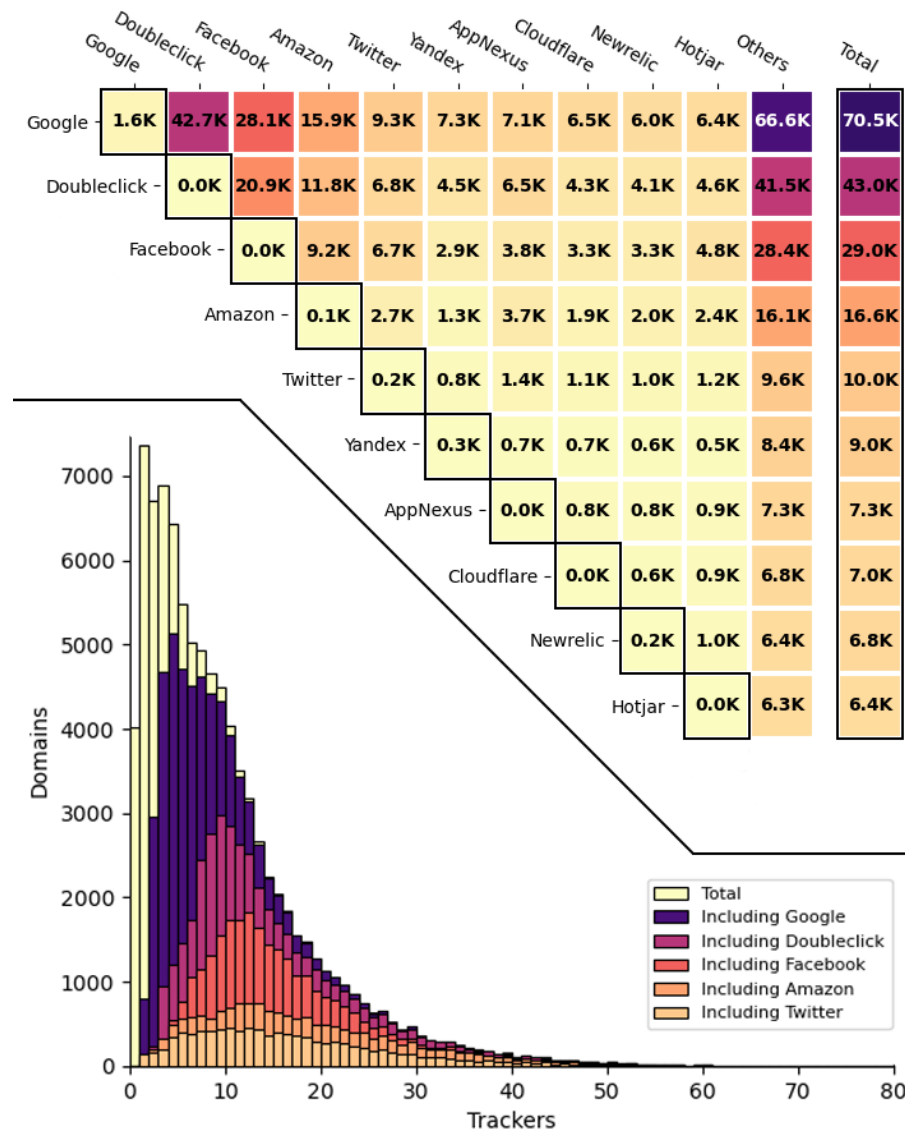 Google Doubleclick Facebook Amazon Twitter Yandex AppNexus Cloudflare Newrelic Hotjar Others Total
Google 1.6K 42.7K 28.1K 15.9K 9.3K 7.3K 7.1K 6.5K 6.0K 6.4K 66.6K 70.5K
Doubleclick 0.0K 20.9K 11.8K 6.8K 4.5K 6.5K 4.3K 4.1K 4.6K 41.5K 43.0K
Facebook 0.0K 9.2K 6.7K 2.9K 3.8K 3.3K 3.3K 4.8K 28.4K 29.0K
Amazon 0.1K 2.7K 1.3K 3.7K 1.9K 2.0K 2.4K 16.1K 16.6K
Twitter 0.2K 0.8K 1.4K 1.1K 1.0K 1.2K 9.6K 10.0K
Yandex 0.3K 0.7K 0.7K 0.6K 0.5K 8.4K 9.0K
AppNexus 0.0K 0.8K 0.8K 0.9K 7.3K 7.3K
Cloudflare 0.0K 0.6K 0.9K 6.8K 7.0K
Newrelic 0.2K 1.0K 6.4K 6.8K
Hotjar 0.0K 6.3K 6.4K
7000
6000
5000
4000
3000
2000
1000
0
Domains
Total
Including Google
Including Doubleclick
Including Facebook
Including Amazon
Including Twitter
0 10 20 30 40 50 60 70 80
Trackers